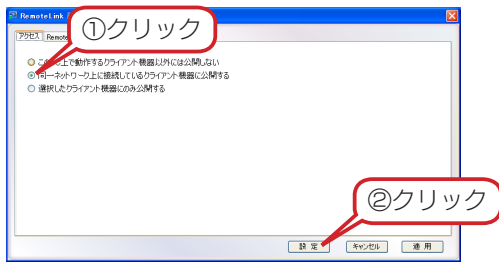 RemoteLink
①クリック
アクセス Remote
上で動作するクライアント機器以外には公開しない
同一ネットワーク上に接続しているクライアント機器に公開する
選択したクライアント機器にのみ公開する
②クリック
設 定 キャンセル 適 用